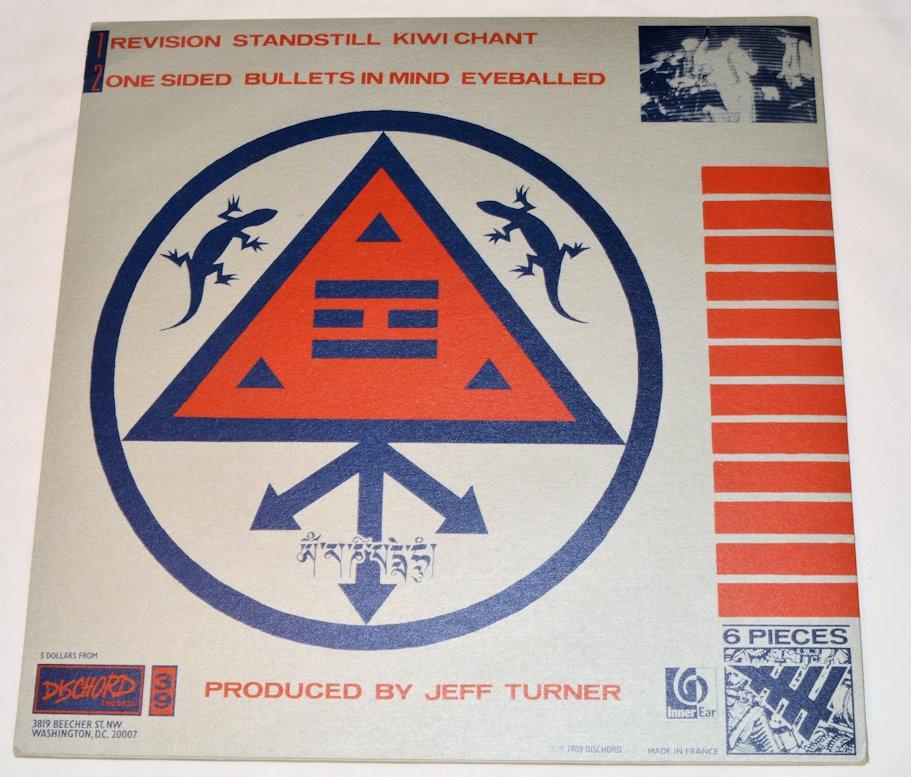 1 REVISION STANDSTILL KIWI CHANT
2 ONE SIDED BULLETS IN MIND EYEBALLED
6 PIECES
5 DOLLARS FROM
DISCHORD
records
39
3819 BEECHER ST. NW
WASHINGTON, D.C. 20007
PRODUCED BY JEFF TURNER
Inner Ear
1989 DISCHORD
MADE IN FRANCE